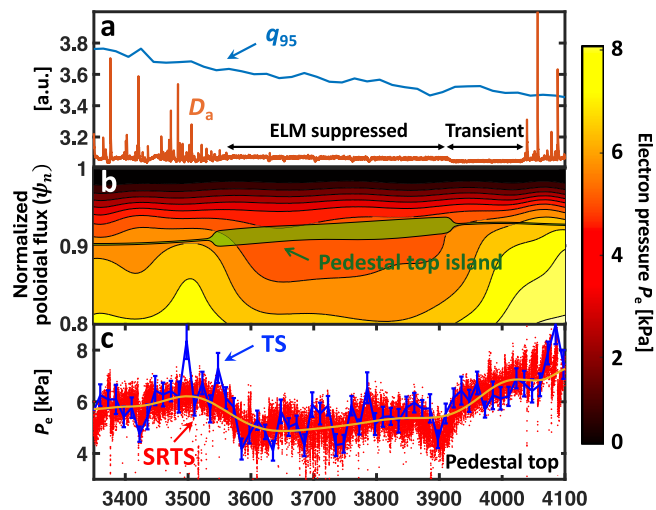 a
q95
[a.u.]
3.8
3.6
3.4
3.2
Da
ELM suppressed
Transient
b
Normalized
poloidal flux (ψn)
1
0.9
0.8
Pedestal top island
c
Pe [kPa]
8
6
4
TS
SRTS
Pedestal top
3400 3500 3600 3700 3800 3900 4000 4100
8
6
4
2
0
Electron pressure Pe [kPa]